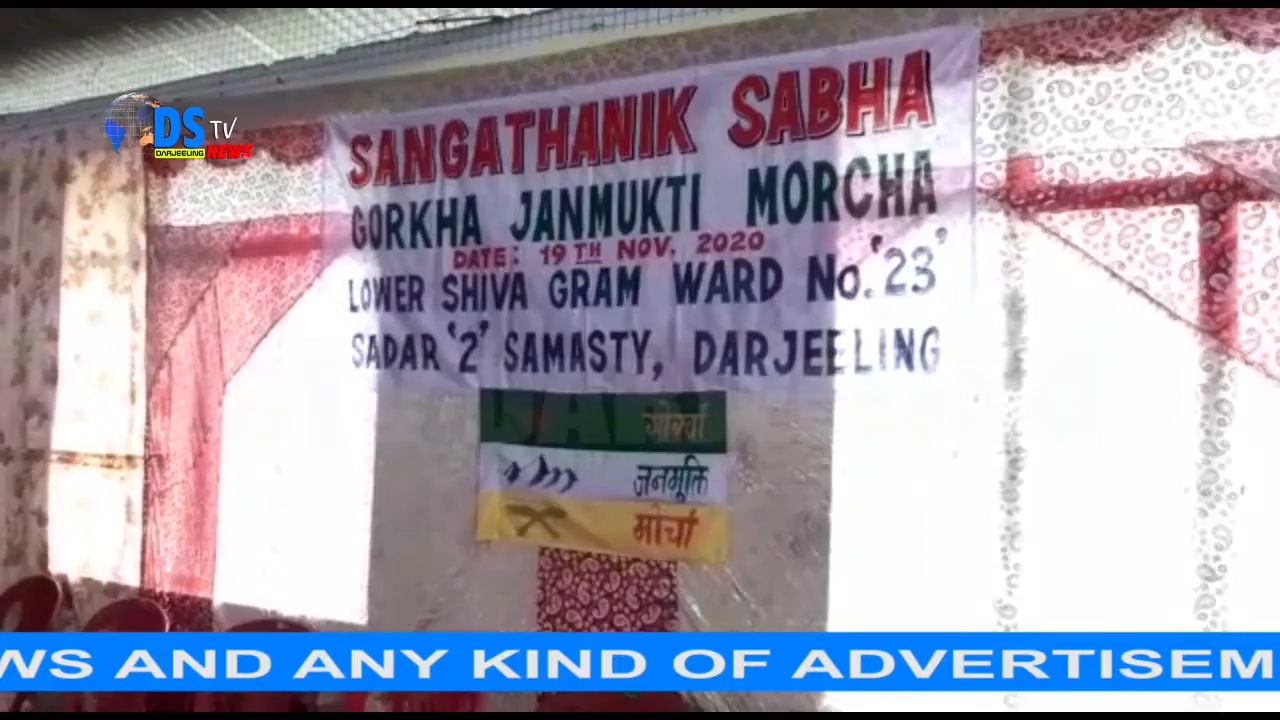 DS TV
DARJEELING NEWS
SANGATHANIK SABHA
GORKHA JANMUKTI MORCHA
DATE: 19TH NOV. 2020
LOWER SHIVA GRAM WARD No. '23'
SADAR '2' SAMASTY, DARJEELING
गोरखा
जनमुक्ति
मोर्चा
WS AND ANY KIND OF ADVERTISEM